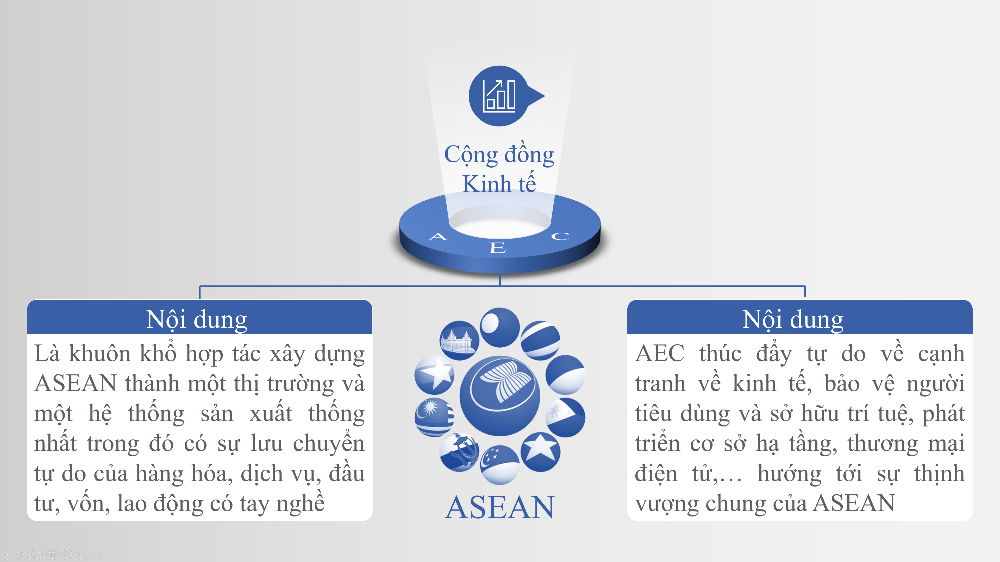 Cộng đồng
Kinh tế
A E C
Nội dung
Là khuôn khổ hợp tác xây dựng
ASEAN thành một thị trường và
một hệ thống sản xuất thống
nhất trong đó có sự lưu chuyển
tự do của hàng hóa, dịch vụ, đầu
tư, vốn, lao động có tay nghề
ASEAN
Nội dung
AEC thúc đẩy tự do về cạnh
tranh về kinh tế, bảo vệ người
tiêu dùng và sở hữu trí tuệ, phát
triển cơ sở hạ tầng, thương mại
điện tử,… hướng tới sự thịnh
vượng chung của ASEAN